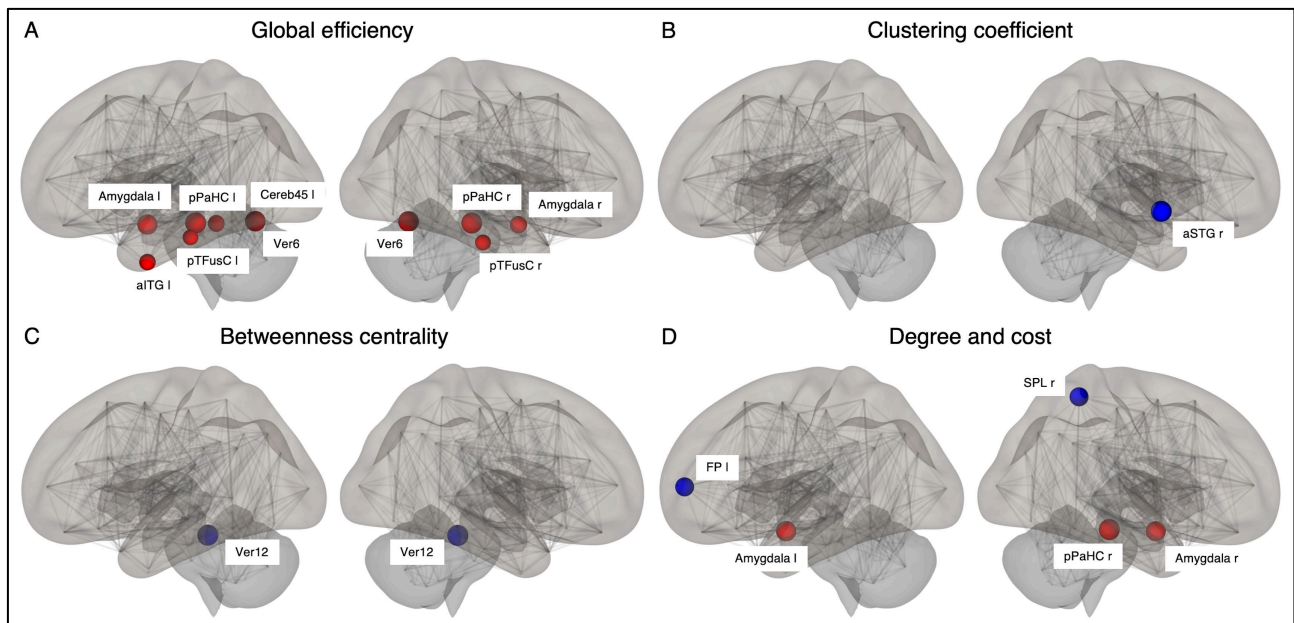 A Global efficiency
Amygdala l
pPaHC l
Cereb45 l
pTFusC l
Ver6
aITG l
pPaHC r
Amygdala r
Ver6
pTFusC r
B Clustering coefficient
aSTG r
C Betweenness centrality
Ver12
Ver12
D Degree and cost
SPL r
FP l
Amygdala l
pPaHC r
Amygdala r